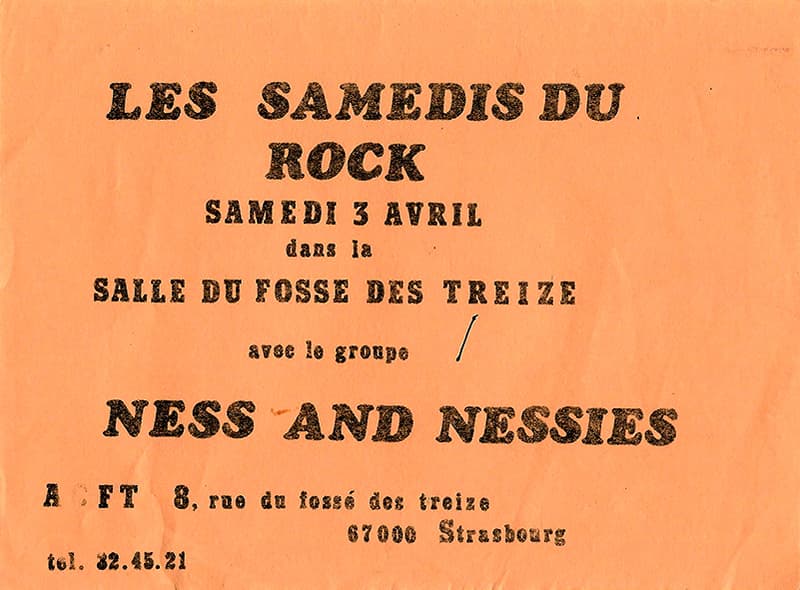 LES SAMEDIS DU
ROCK
SAMEDI 3 AVRIL
dans la
SALLE DU FOSSE DES TREIZE
avec le groupe
NESS AND NESSIES
8, rue du fossé des treize
67000 Strasbourg
tel. 32.45.21